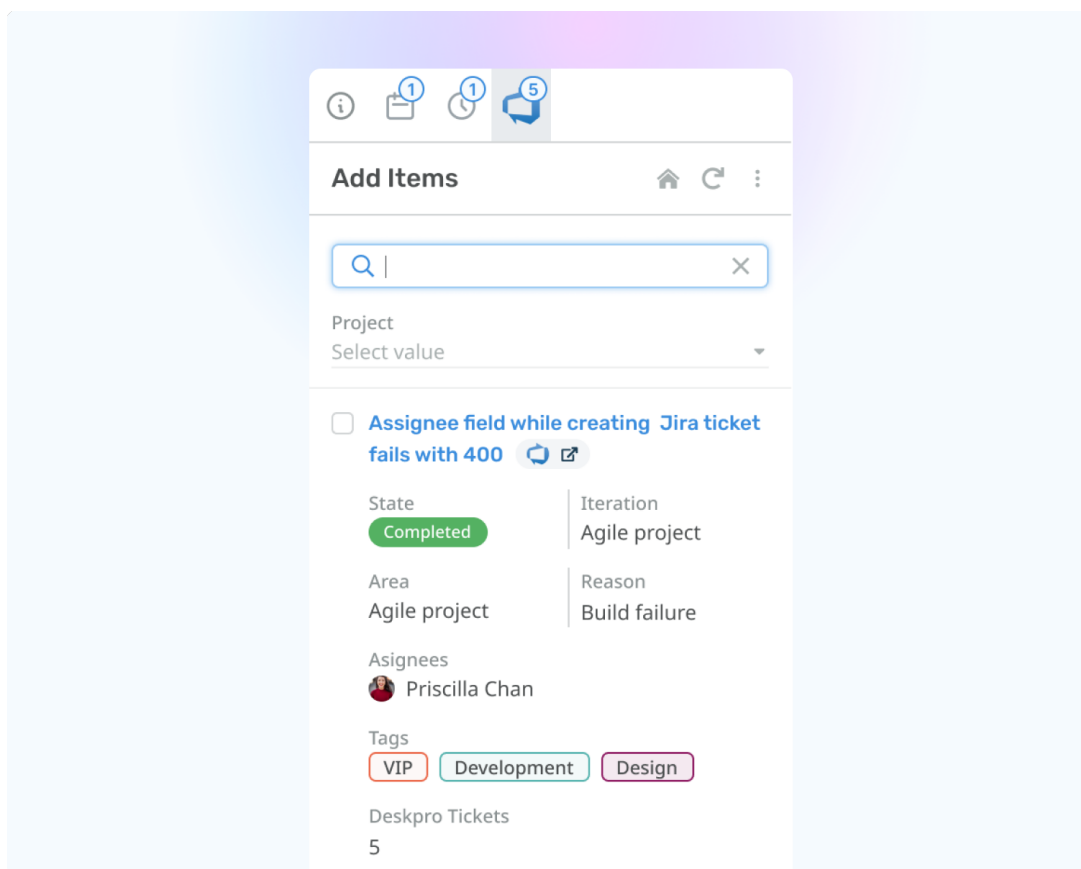 1
1
5
Add Items
Project
Select value
Assignee field while creating Jira ticket
fails with 400
State
Iteration
Completed
Agile project
Area
Reason
Agile project
Build failure
Asignees
Priscilla Chan
Tags
VIP
Development
Design
Deskpro Tickets
5